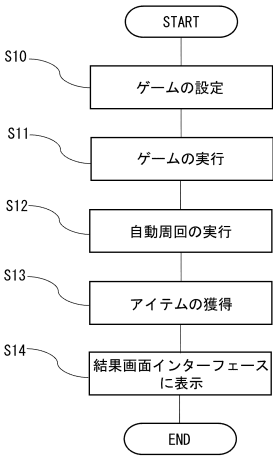 START
S10
ゲームの設定
S11
ゲームの実行
S12
自動周回の実行
S13
アイテムの獲得
S14
結果画面インターフェース
に表示
END